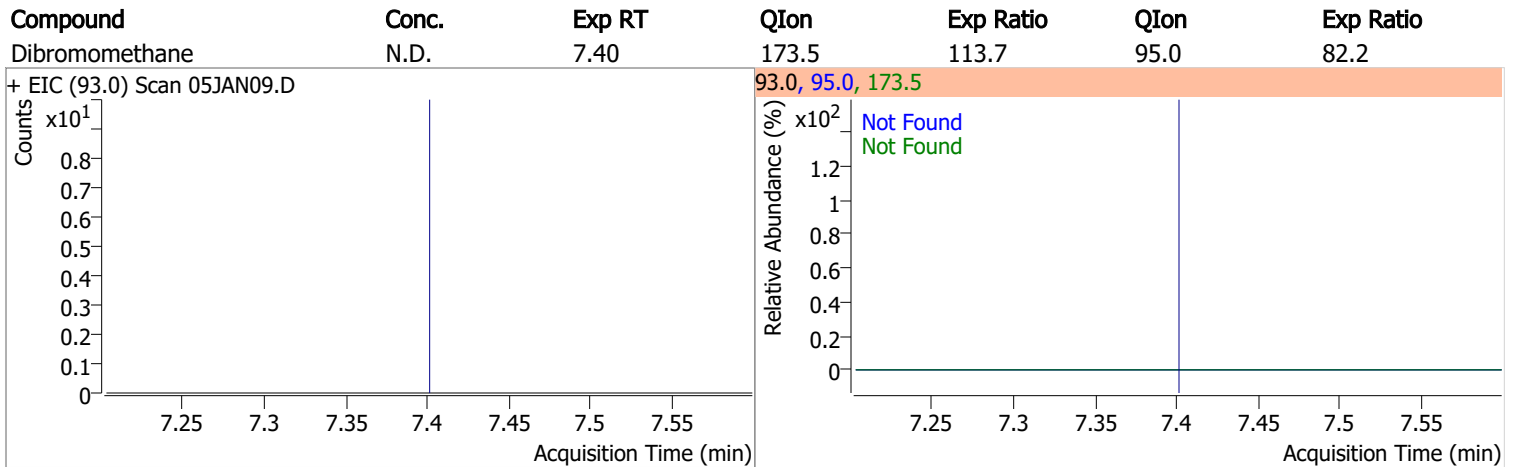 Compound Conc. Exp RT QIon Exp Ratio QIon Exp Ratio
Dibromomethane N.D. 7.40 173.5 113.7 95.0 82.2
+ EIC (93.0) Scan 05JAN09.D
Counts
x10¹
0.8
0.7
0.6
0.5
0.4
0.3
0.2
0.1
0
7.25 7.3 7.35 7.4 7.45 7.5 7.55
Acquisition Time (min)
93.0, 95.0, 173.5
Relative Abundance (%)
x10²
Not Found
Not Found
1.2
1
0.8
0.6
0.4
0.2
0
7.25 7.3 7.35 7.4 7.45 7.5 7.55
Acquisition Time (min)